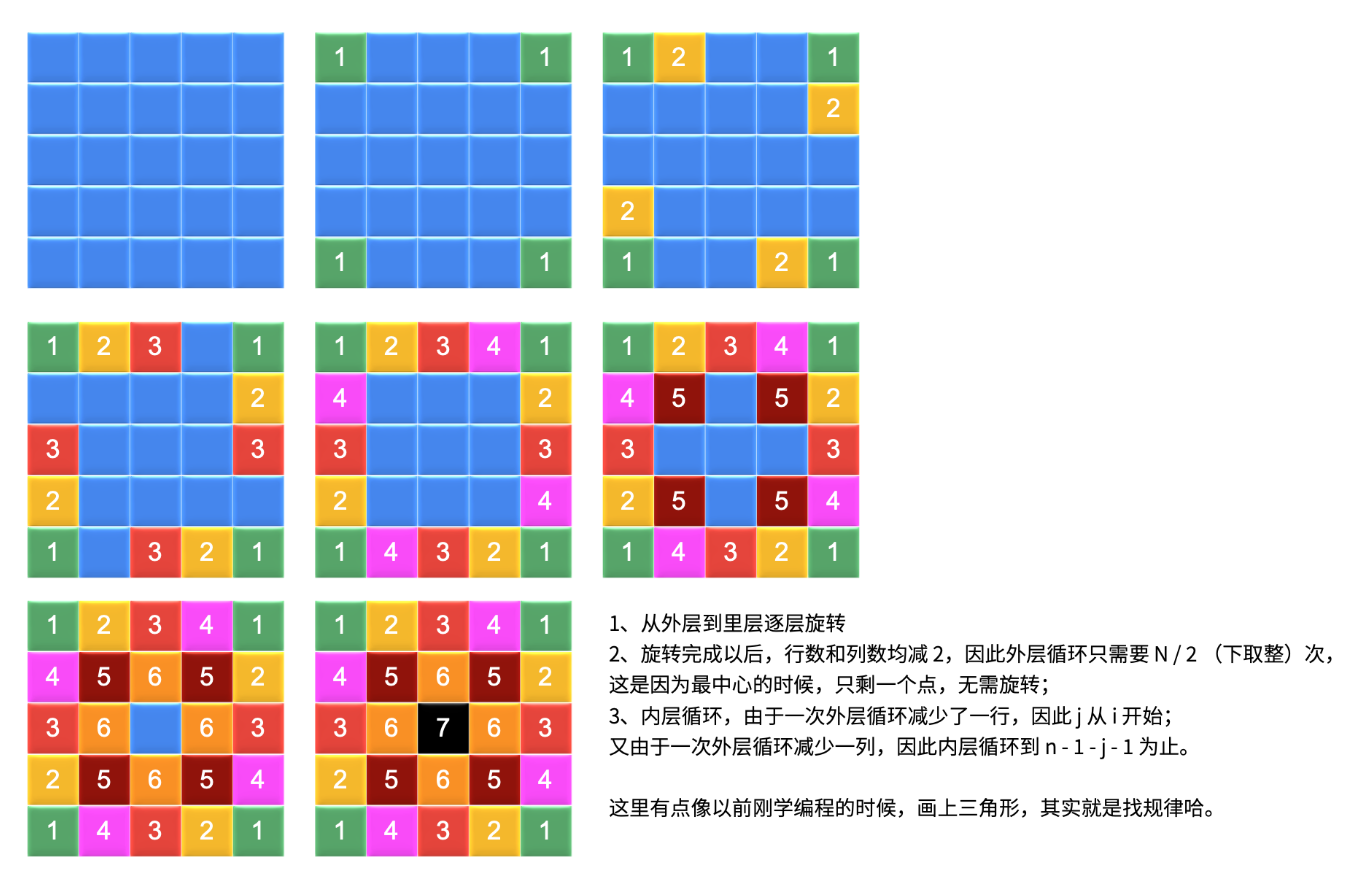 1 1
1 1
1 2 1
2
2
1 2 1
1 2 3 1
2
3 3
2
1 3 2 1
1 2 3 4 1
4 2
3 3
2 4
1 4 3 2 1
1 2 3 4 1
4 5 5 2
3 3
2 5 5 4
1 4 3 2 1
1 2 3 4 1
4 5 6 5 2
3 6 6 3
2 5 6 5 4
1 4 3 2 1
1 2 3 4 1
4 5 6 5 2
3 6 7 6 3
2 5 6 5 4
1 4 3 2 1
1、从外层到里层逐层旋转
2、旋转完成以后，行数和列数均减 2，因此外层循环只需要 N / 2 （下取整）次，
这是因为最中心的时候，只剩一个点，无需旋转；
3、内层循环，由于一次外层循环减少了一行，因此 j 从 i 开始；
又由于一次外层循环减少一列，因此内层循环到 n - 1 - j - 1 为止。
这里有点像以前刚学编程的时候，画上三角形，其实就是找规律哈。